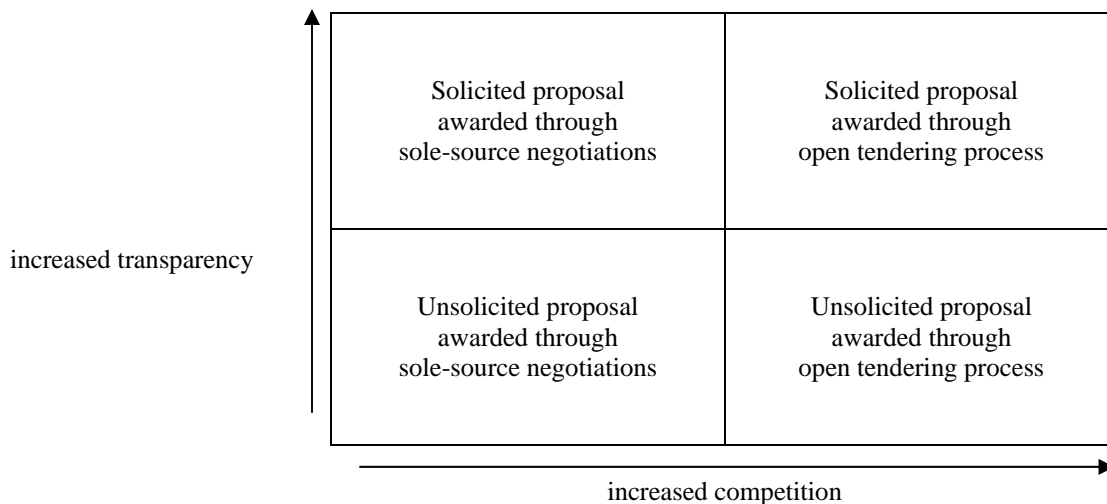 Solicited proposal
awarded through
sole-source negotiations
Solicited proposal
awarded through
open tendering process
increased transparency
Unsolicited proposal
awarded through
sole-source negotiations
Unsolicited proposal
awarded through
open tendering process
increased competition